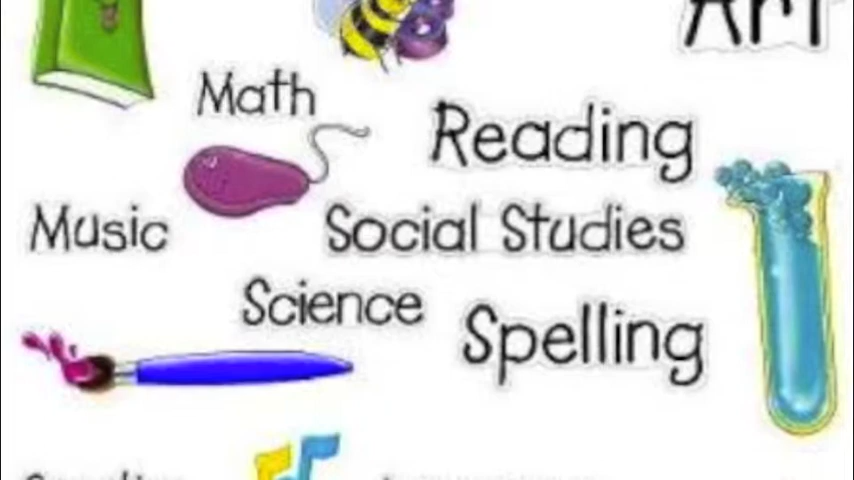 Art
Math
Reading
Music
Social Studies
Science
Spelling